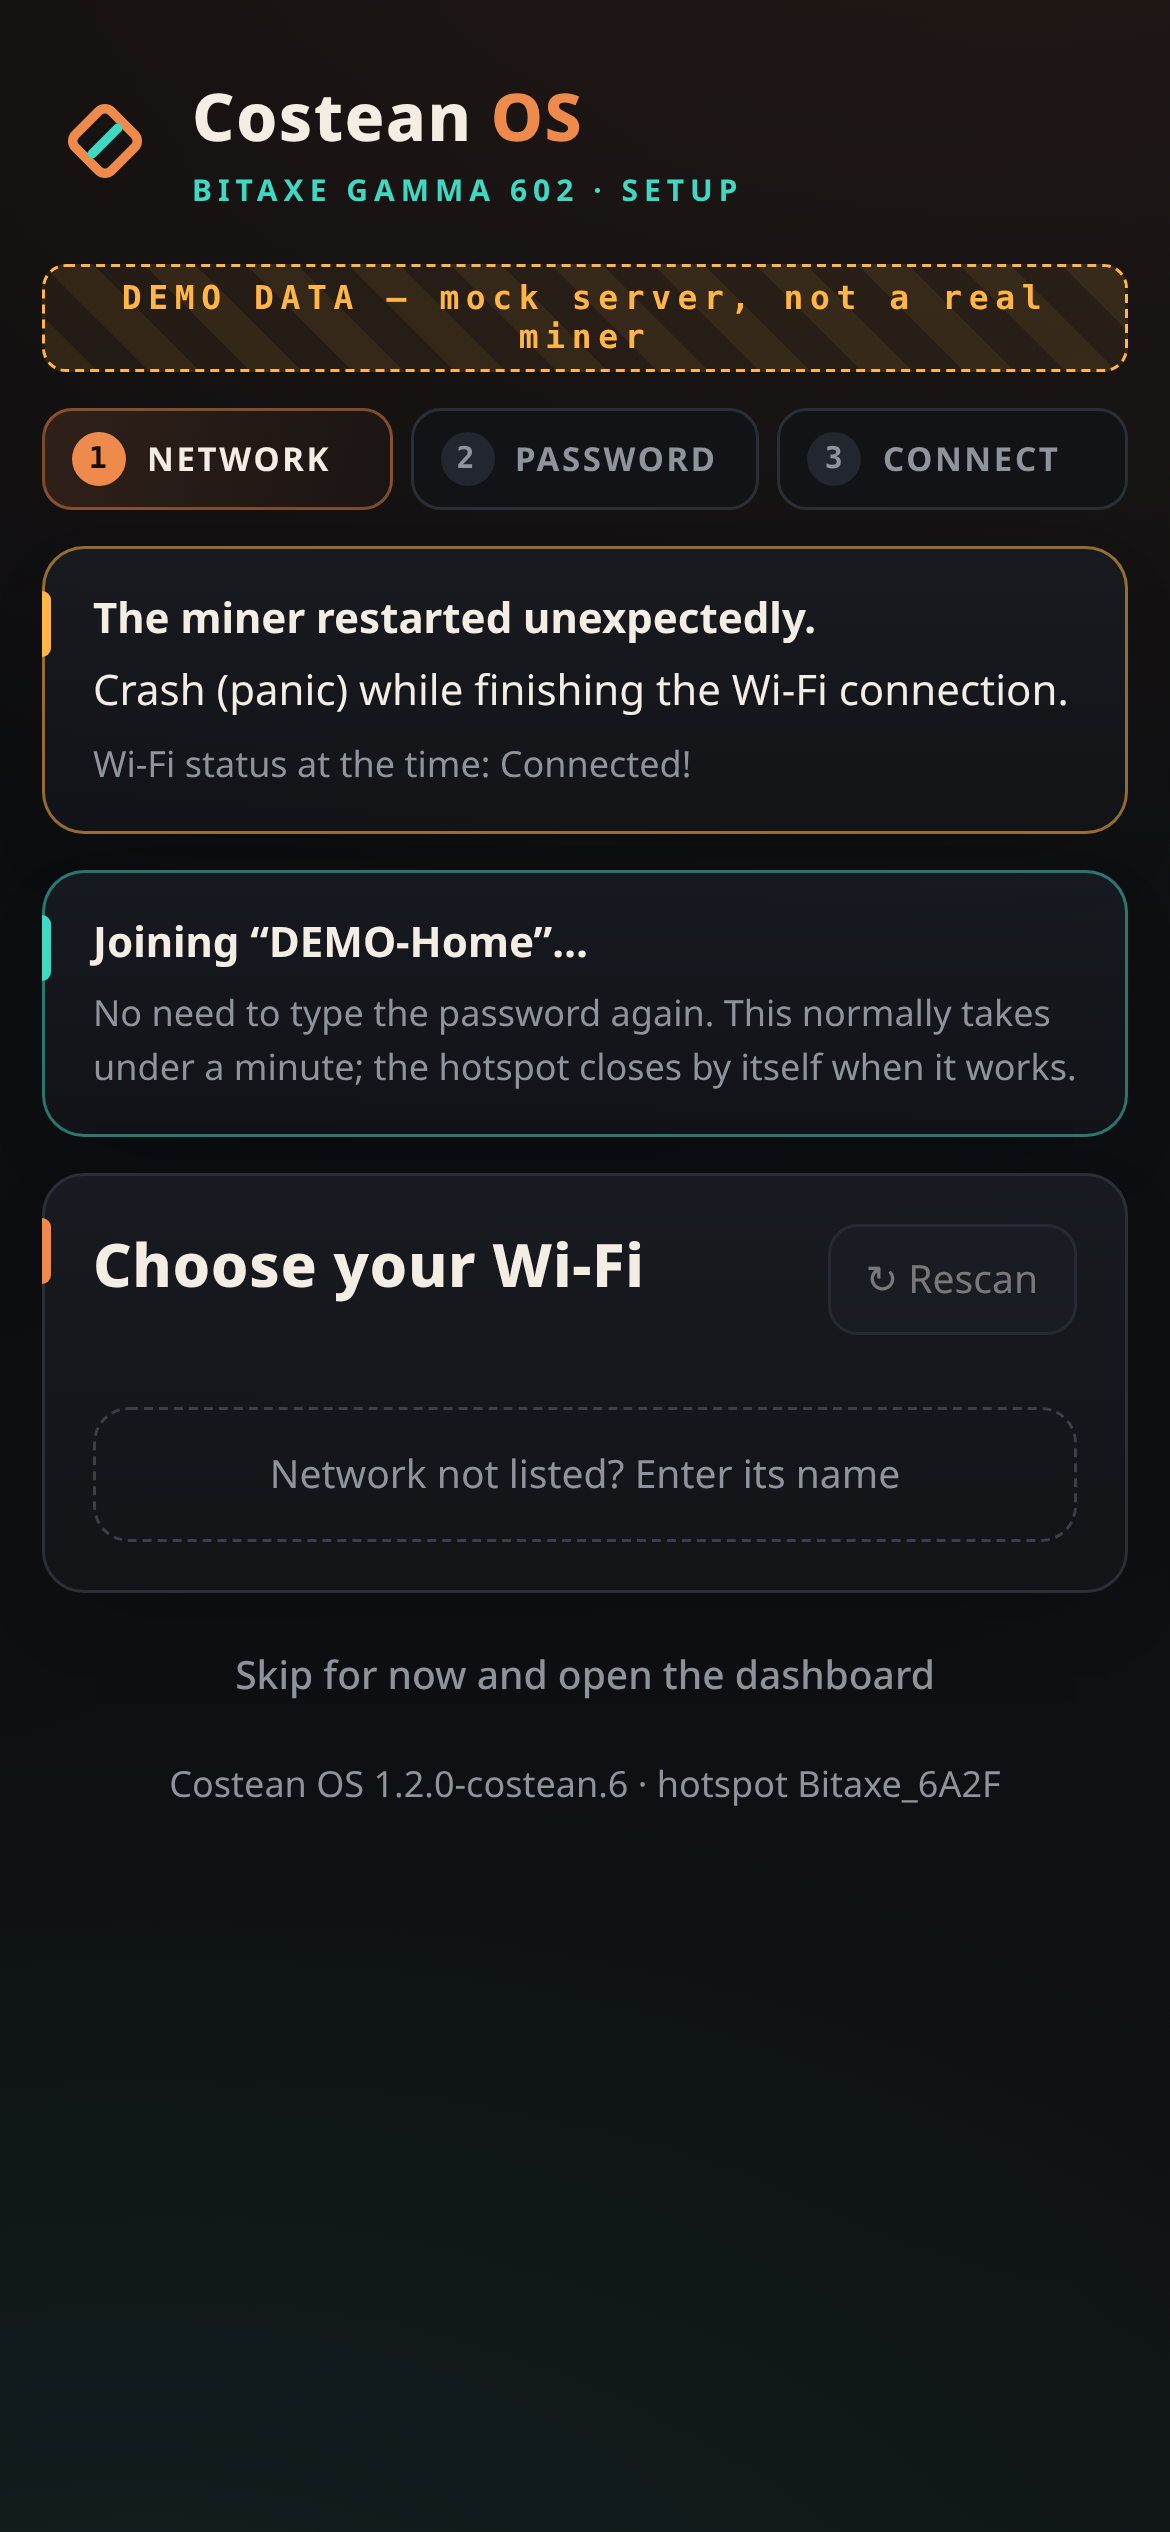 Costean OS
BITAXE GAMMA 602 · SETUP
DEMO DATA — mock server, not a real
miner
1 NETWORK
2 PASSWORD
3 CONNECT
The miner restarted unexpectedly.
Crash (panic) while finishing the Wi-Fi connection.
Wi-Fi status at the time: Connected!
Joining “DEMO-Home”…
No need to type the password again. This normally takes
under a minute; the hotspot closes by itself when it works.
Choose your Wi-Fi
↻ Rescan
Network not listed? Enter its name
Skip for now and open the dashboard
Costean OS 1.2.0-costean.6 · hotspot Bitaxe_6A2F